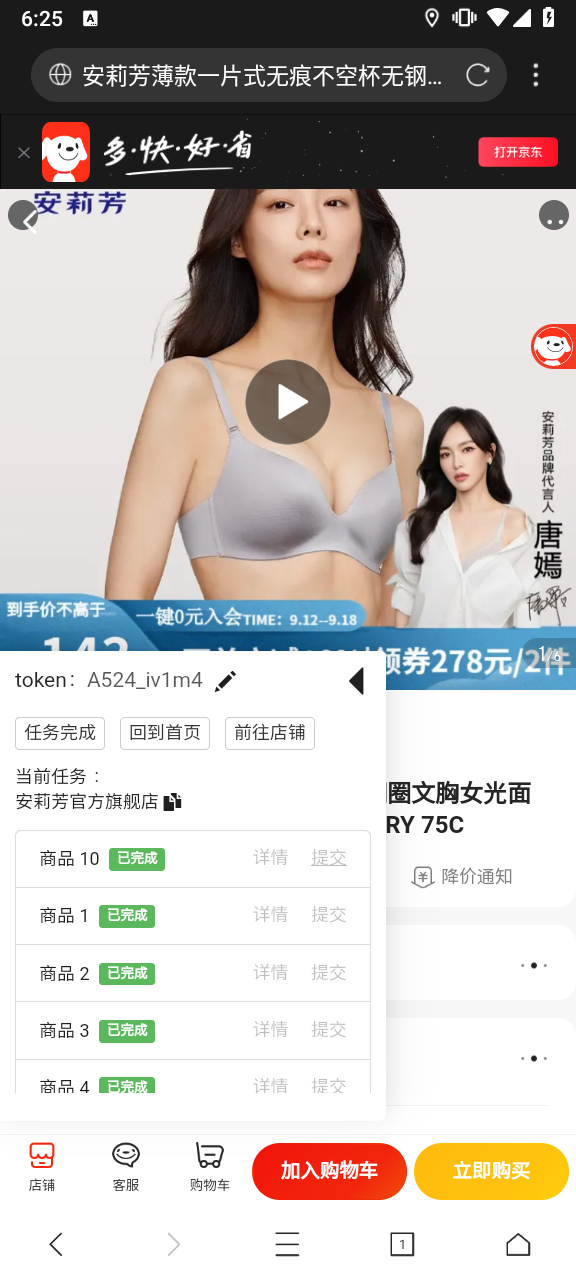 6:25
A
安莉芳薄款一片式无痕不空杯无钢...
多·快·好·省
打开京东
安莉芳
安莉芳品牌代言人
唐嫣
到手价不高于
一键0元入会TIME：9.12--9.18
领券278元/2件
1/6
token： A524_iv1m4
任务完成
回到首页
前往店铺
当前任务：
安莉芳官方旗舰店
圈文胸女光面
RY 75C
降价通知
商品 10 已完成 详情 提交
商品 1 已完成 详情 提交
商品 2 已完成 详情 提交
商品 3 已完成 详情 提交
商品 4 已完成 详情 提交
店铺
客服
购物车
加入购物车
立即购买
1